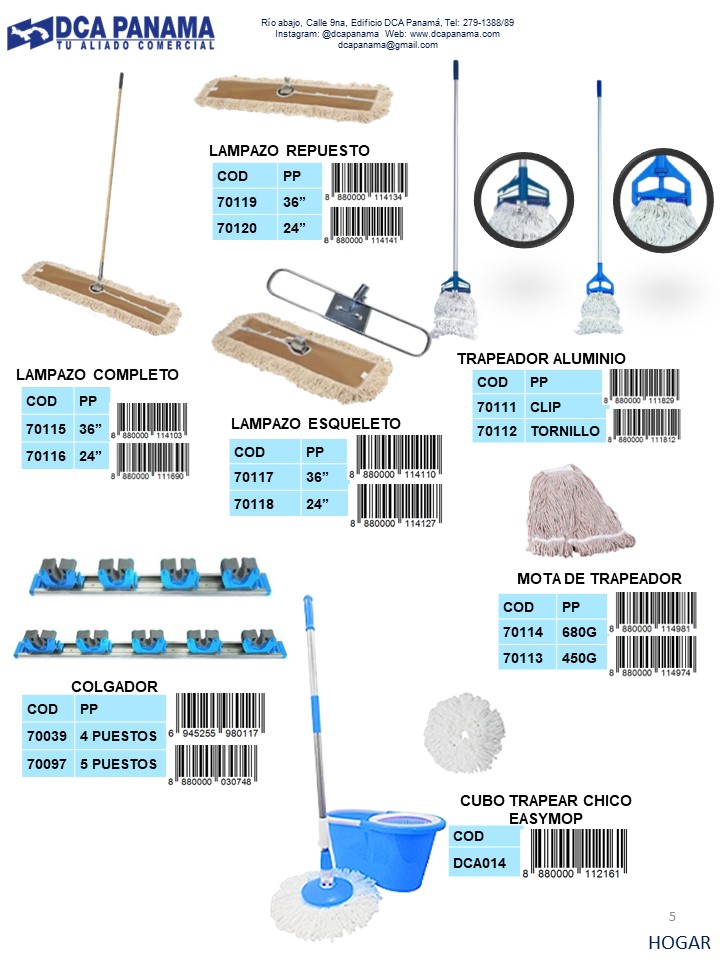 DCA PANAMA
TU ALIADO COMERCIAL
Río abajo, Calle 9na, Edificio DCA Panamá, Tel: 279-1388/89
Instagram: @dcapanama Web: www.dcapanama.com
dcapanama@gmail.com
LAMPAZO REPUESTO
COD PP
70119 36”
8 880000 114134
70120 24”
8 880000 114141
TRAPEADOR ALUMINIO
COD PP
70111 CLIP
8 880000 111829
70112 TORNILLO
8 880000 111812
LAMPAZO COMPLETO
COD PP
70115 36”
8 880000 114103
70116 24”
8 880000 111690
LAMPAZO ESQUELETO
COD PP
70117 36”
8 880000 114110
70118 24”
8 880000 114127
MOTA DE TRAPEADOR
COD PP
70114 680G
8 880000 114981
70113 450G
8 880000 114974
COLGADOR
COD PP
70039 4 PUESTOS
6 945255 980117
70097 5 PUESTOS
8 880000 030748
CUBO TRAPEAR CHICO
EASYMOP
COD
DCA014
8 880000 112161
5
HOGAR